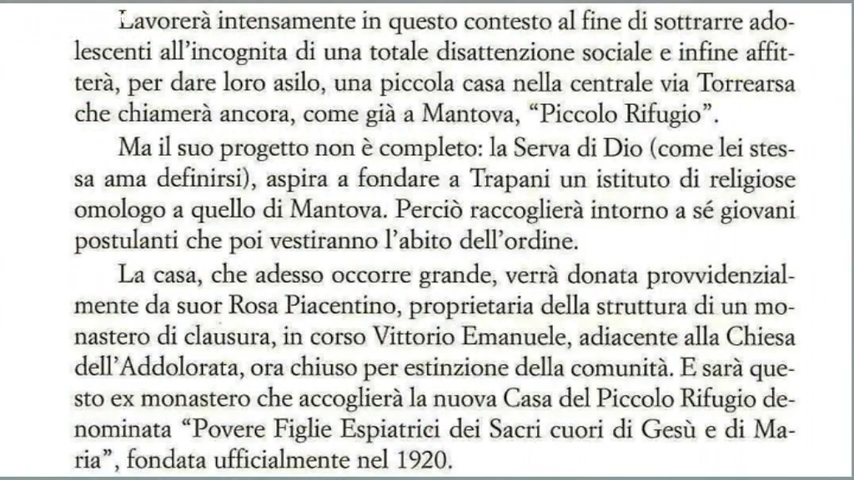 Lavorerà intensamente in questo contesto al fine di sottrarre ado-
lescenti all'incognita di una totale disattenzione sociale e infine affit-
terà, per dare loro asilo, una piccola casa nella centrale via Torrearsa
che chiamerà ancora, come già a Mantova, “Piccolo Rifugio”.
Ma il suo progetto non è completo: la Serva di Dio (come lei stes-
sa ama definirsi), aspira a fondare a Trapani un istituto di religiose
omologo a quello di Mantova. Perciò raccoglierà intorno a sé giovani
postulanti che poi vestiranno l'abito dell'ordine.
La casa, che adesso occorre grande, verrà donata provvidenzial-
mente da suor Rosa Piacentino, proprietaria della struttura di un mo-
nastero di clausura, in corso Vittorio Emanuele, adiacente alla Chiesa
dell'Addolorata, ora chiuso per estinzione della comunità. E sarà que-
sto ex monastero che accoglierà la nuova Casa del Piccolo Rifugio de-
nominata “Povere Figlie Espiatrici dei Sacri cuori di Gesù e di Ma-
ria”, fondata ufficialmente nel 1920.